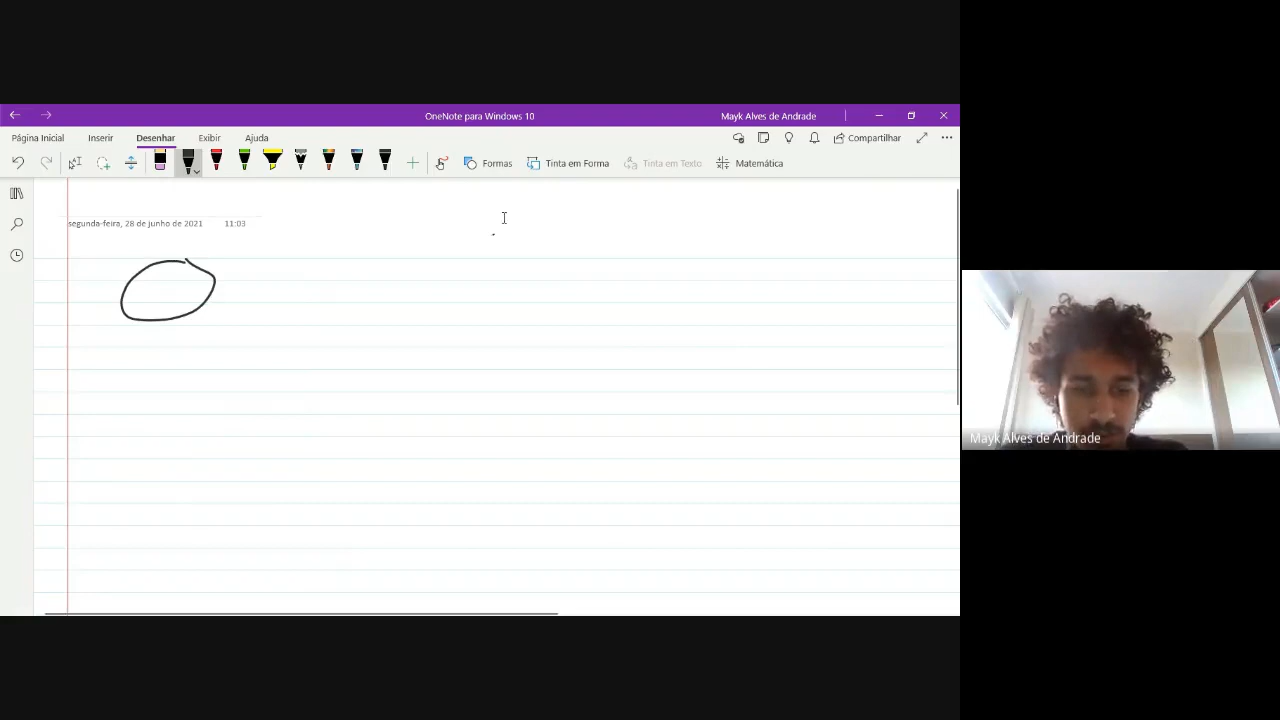 OneNote para Windows 10
Mayk Alves de Andrade
Página Inicial
Inserir
Desenhar
Exibir
Ajuda
Compartilhar
Formas
Tinta em Forma
Tinta em Texto
Matemática
segunda-feira, 28 de junho de 2021 11:03
Mayk Alves de Andrade